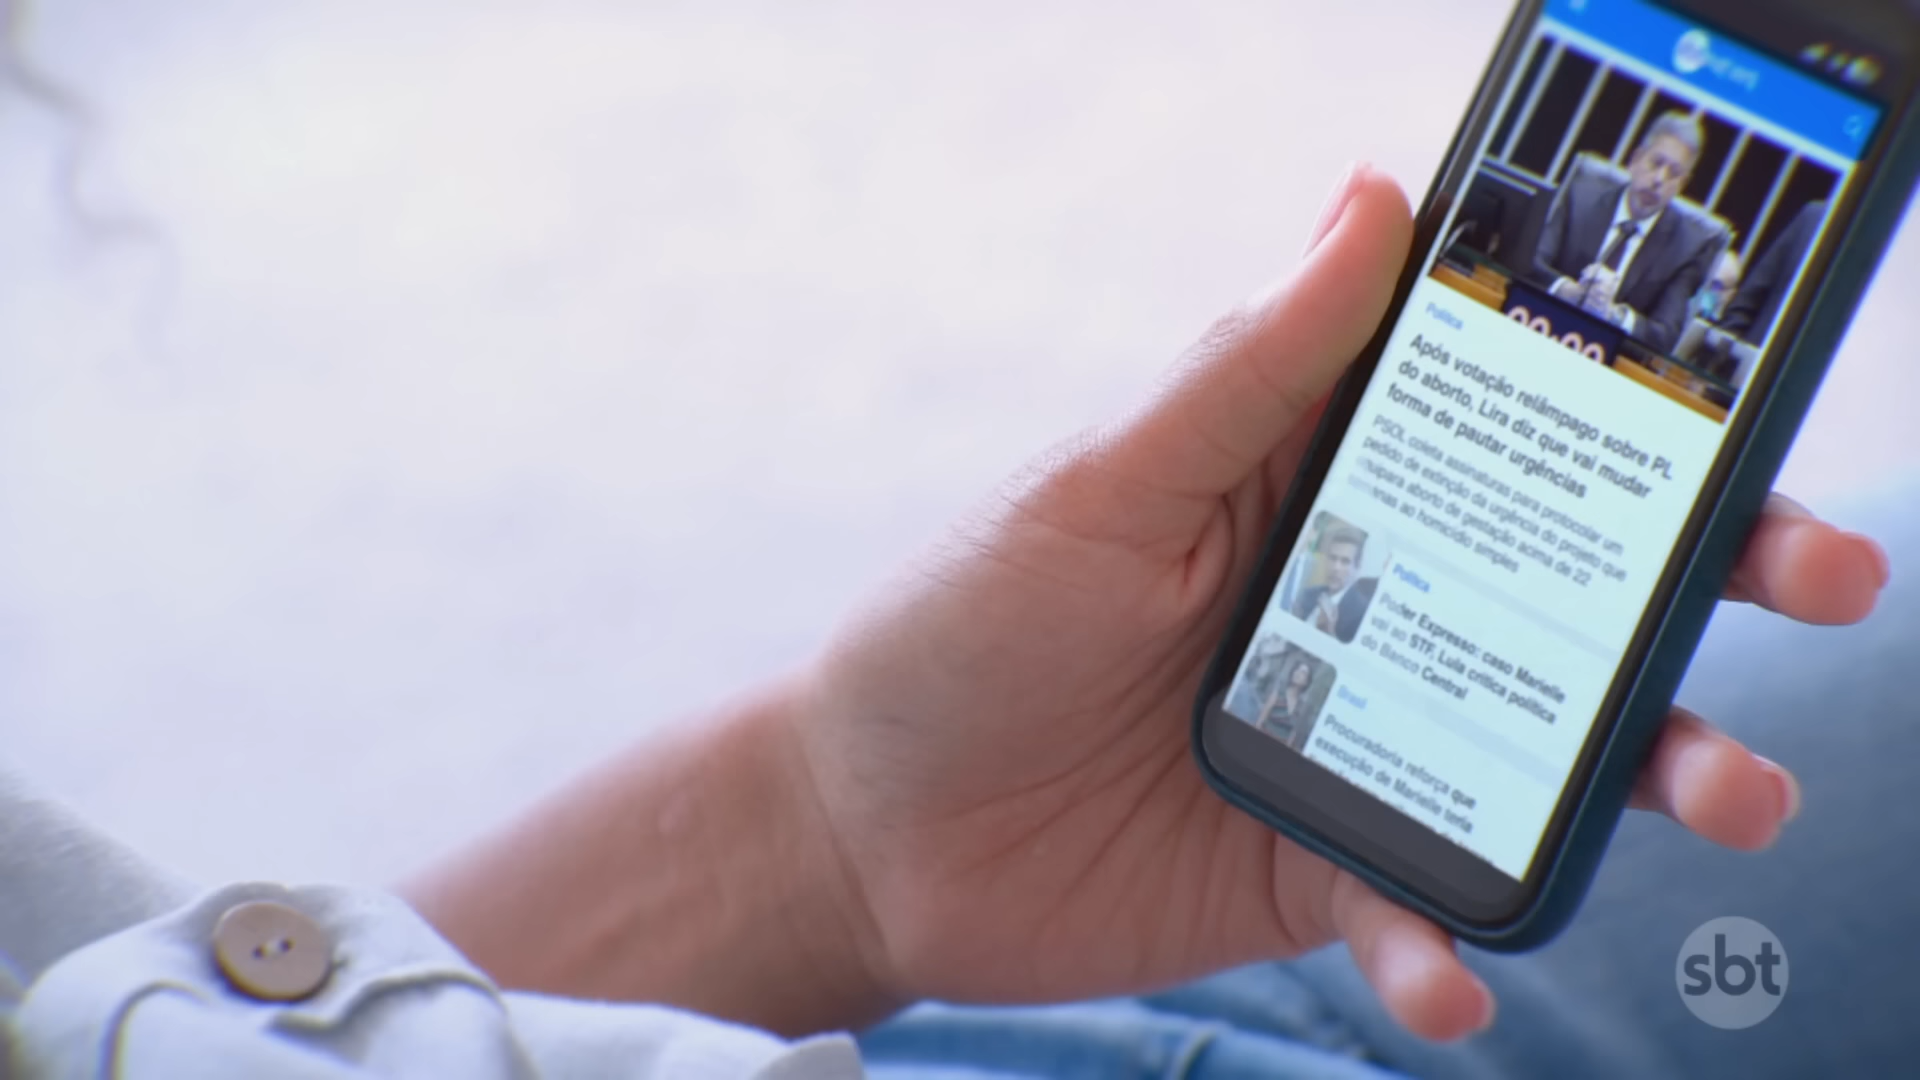 news
Política
00:00
Após votação relâmpago sobre PL
do aborto, Lira diz que vai mudar
forma de pautar urgências
PSOL coleta assinaturas para protocolar um
pedido de extinção da urgência do projeto que
equipara aborto de gestação acima de 22
semanas ao homicídio simples
Política
Poder Expresso: caso Marielle
vai ao STF, Lula critica política
do Banco Central
Brasil
Procuradoria reforça que
execução de Marielle teria
sbt